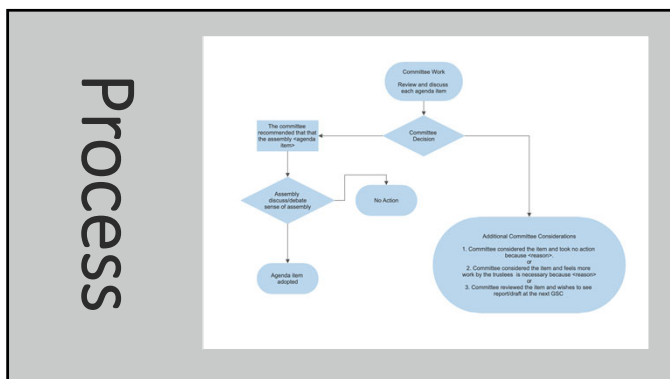 Process
Committee Work
Review and discuss
each agenda item
Committee
Decision
The committee
recommended that that
the assembly <agenda
item>
Assembly
discuss/debate
sense of assembly
No Action
Agenda item
adopted
Additional Committee Considerations
1. Committee considered the item and took no action
because <reason>.
or
2. Committee considered the item and feels more
work by the trustees is necessary because <reason>
or
3. Committee reviewed the item and wishes to see
report/draft at the next GSC